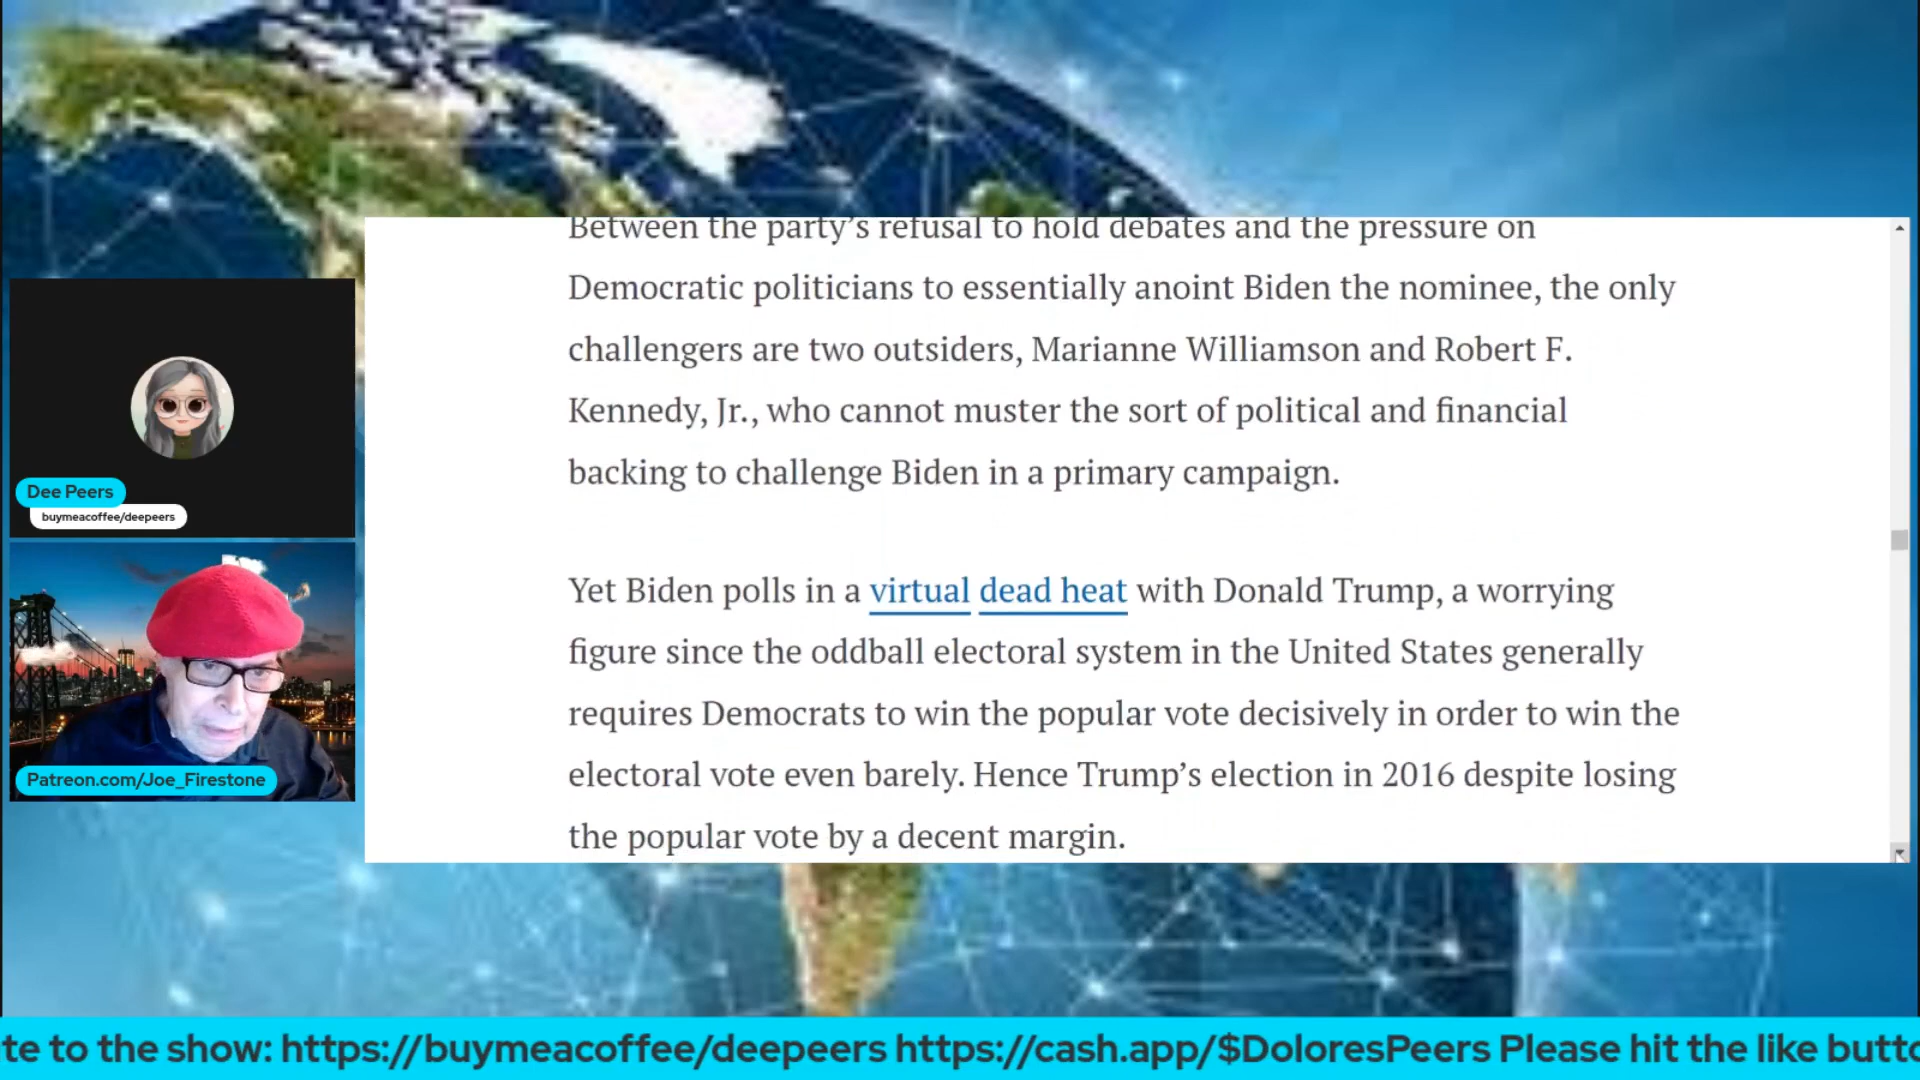 Between the party’s refusal to hold debates and the pressure on
Democratic politicians to essentially anoint Biden the nominee, the only
challengers are two outsiders, Marianne Williamson and Robert F.
Kennedy, Jr., who cannot muster the sort of political and financial
backing to challenge Biden in a primary campaign.
Yet Biden polls in a virtual dead heat with Donald Trump, a worrying
figure since the oddball electoral system in the United States generally
requires Democrats to win the popular vote decisively in order to win the
electoral vote even barely. Hence Trump’s election in 2016 despite losing
the popular vote by a decent margin.
Dee Peers
buymeacoffee/deepeers
Patreon.com/Joe_Firestone
te to the show: https://buymeacoffee/deepeers https://cash.app/$DoloresPeers Please hit the like butto